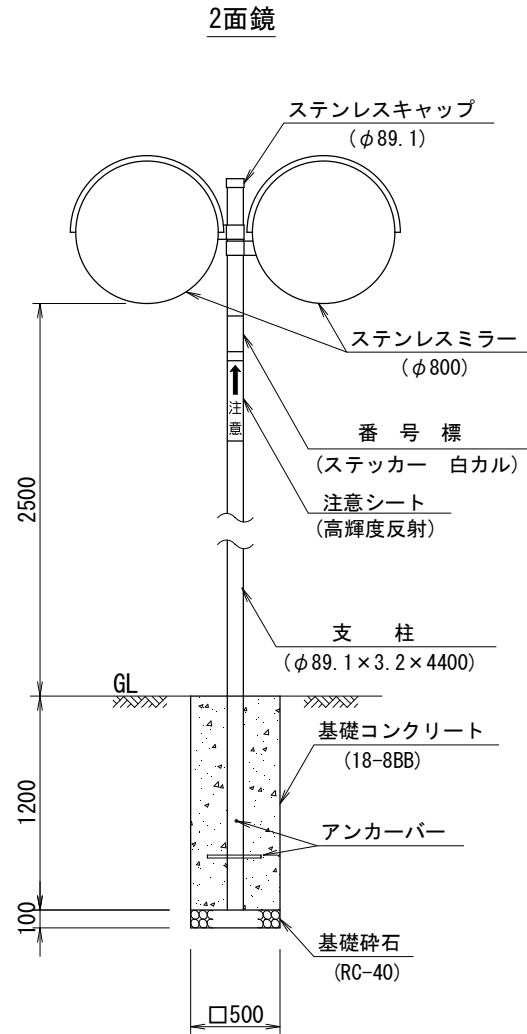 2面鏡
ステンレスキャップ
(φ89.1)
ステンレスミラー
(φ800)
番 号 標
(ステッカー 白カル)
注意
注意シート
(高輝度反射)
2500
支 柱
(φ89.1×3.2×4400)
GL
基礎コンクリート
(18-8BB)
1200
アンカーバー
100
基礎砕石
(RC-40)
□500